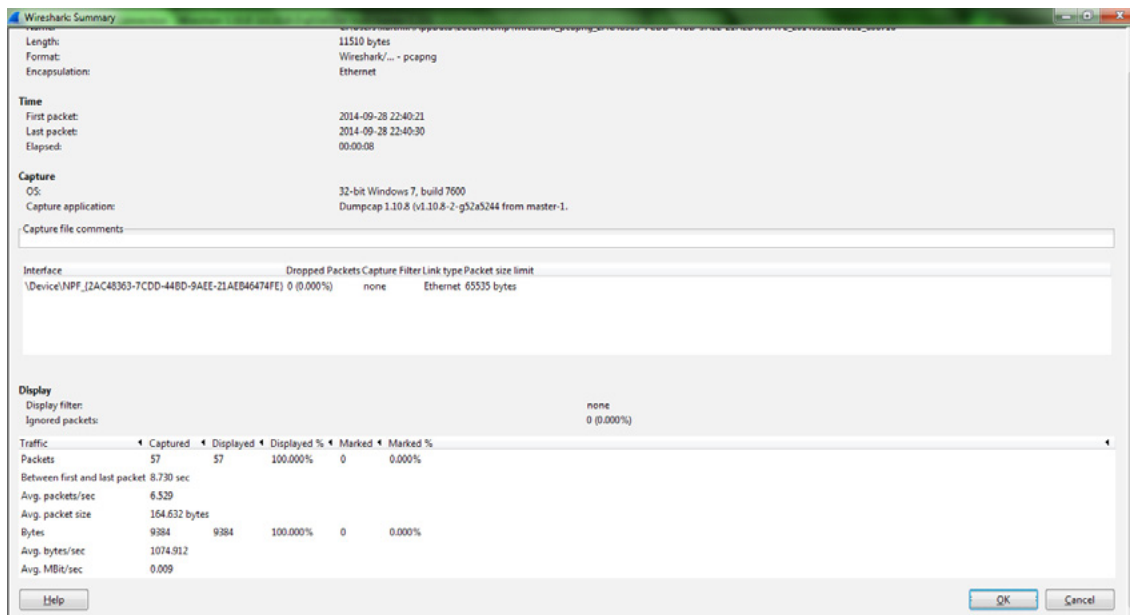 Wireshark: Summary
Length: 11510 bytes
Format: Wireshark/... - pcapng
Encapsulation: Ethernet
Time
First packet: 2014-09-28 22:40:21
Last packet: 2014-09-28 22:40:30
Elapsed: 00:00:08
Capture
OS: 32-bit Windows 7, build 7600
Capture application: Dumpcap 1.10.8 (v1.10.8-2-g52a5244 from master-1.
Capture file comments
Interface Dropped Packets Capture Filter Link type Packet size limit
\Device\NPF_{2AC48363-7CDD-44BD-9AEE-21AEB46474FE} 0 (0.000%) none Ethernet 65535 bytes
Display
Display filter: none
Ignored packets: 0 (0.000%)
Traffic Captured Displayed Displayed % Marked Marked %
Packets 57 57 100.000% 0 0.000%
Between first and last packet 8.730 sec
Avg. packets/sec 6.529
Avg. packet size 164.632 bytes
Bytes 9384 9384 100.000% 0 0.000%
Avg. bytes/sec 1074.912
Avg. MBit/sec 0.009
Help OK Cancel